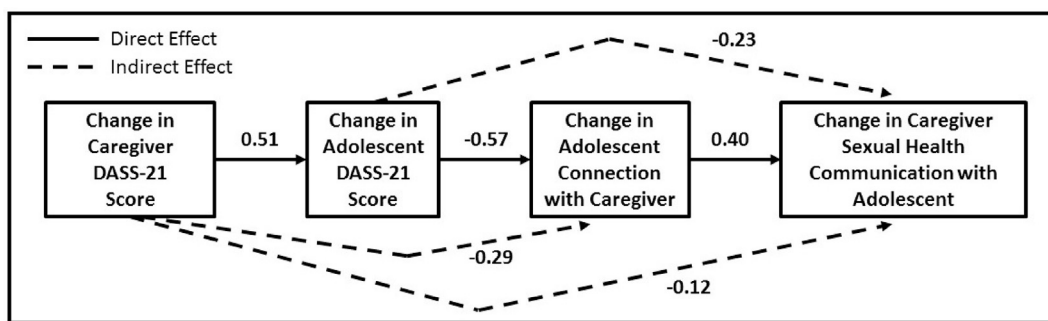 Direct Effect
Indirect Effect
-0.23
Change in
Caregiver
DASS-21
Score
0.51
Change in
Adolescent
DASS-21
Score
-0.57
Change in
Adolescent
Connection
with Caregiver
0.40
Change in Caregiver
Sexual Health
Communication with
Adolescent
-0.29
-0.12